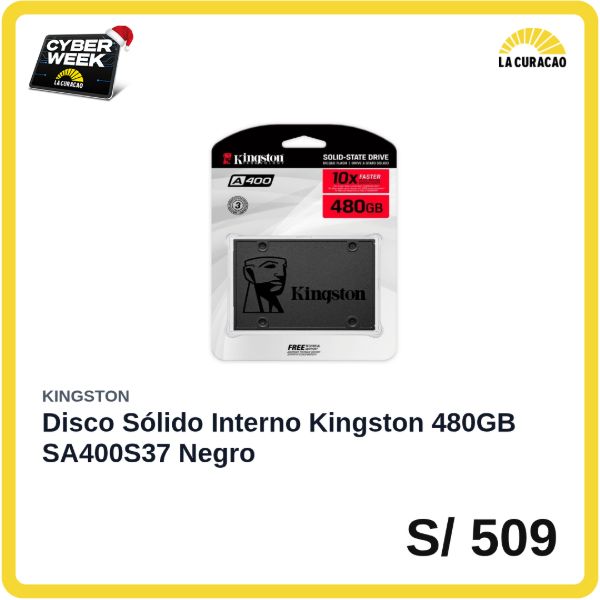 CYBER
WEEK
LA CURACAO
LA CURACAO
Kingston
SOLID-STATE DRIVE
A400
10x FASTER
480GB
3
Kingston
FREE
KINGSTON
Disco Sólido Interno Kingston 480GB
SA400S37 Negro
S/ 509